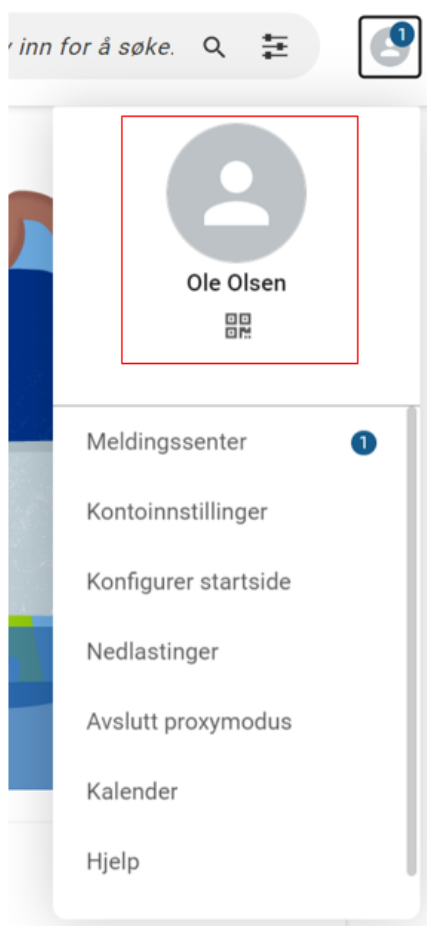 inn for å søke.
1
Ole Olsen
Meldingssenter 1
Kontoinnstillinger
Konfigurer startside
Nedlastinger
Avslutt proxymodus
Kalender
Hjelp